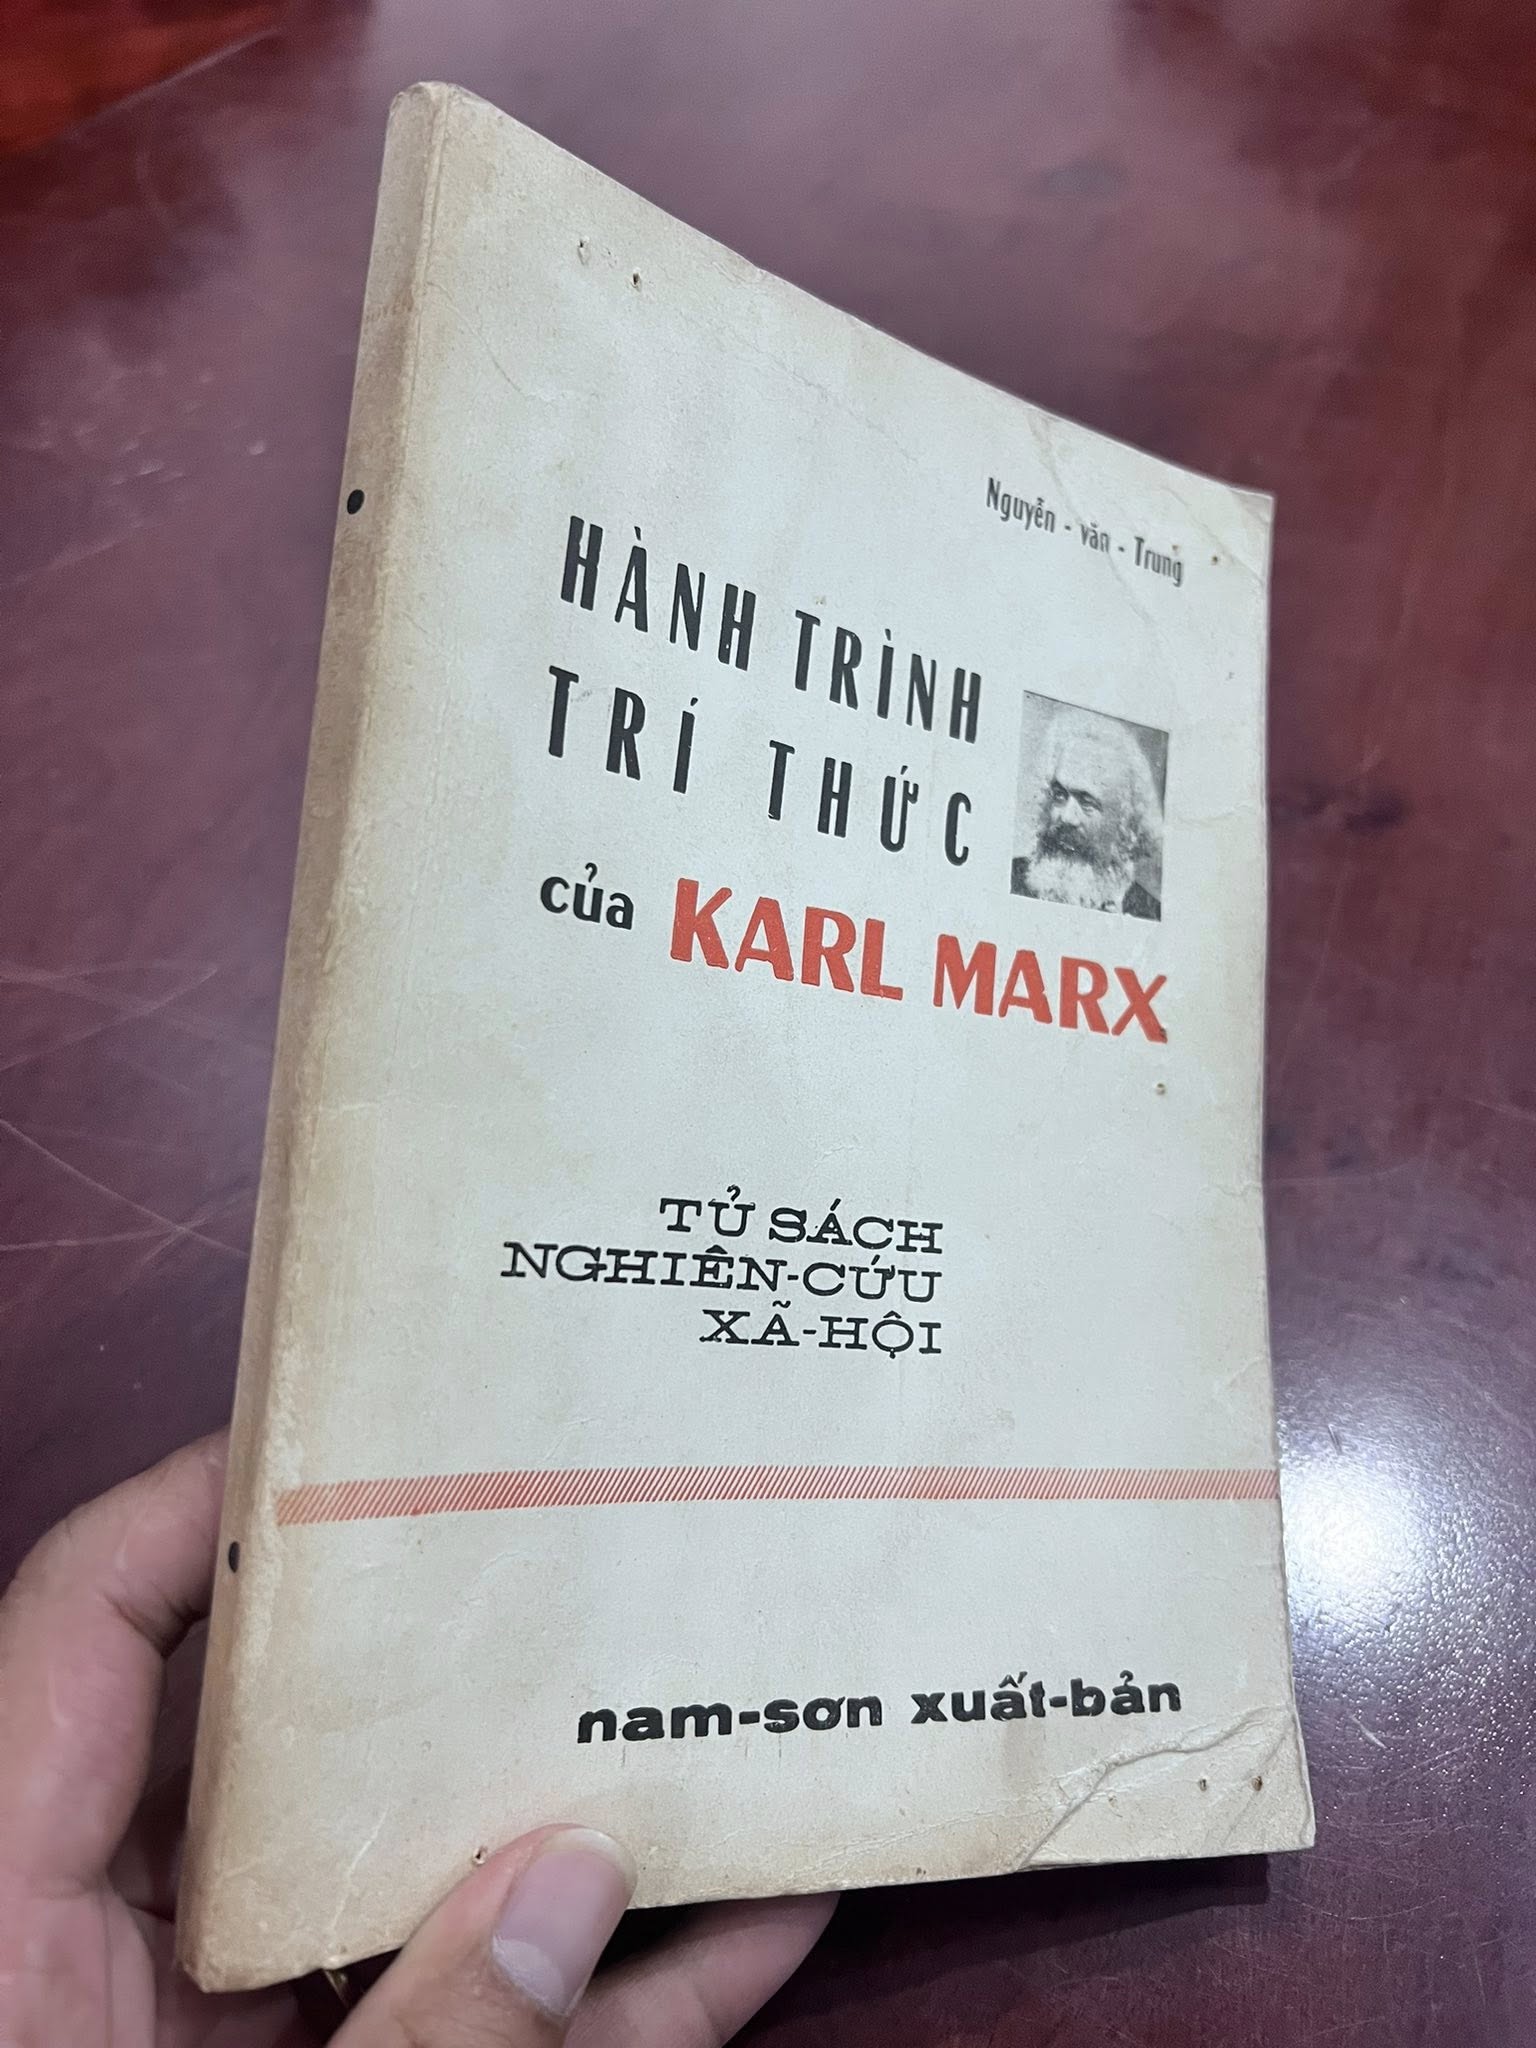 Nguyễn - văn - Trung
HÀNH TRÌNH
TRÍ THỨC
của KARL MARX
TỦ SÁCH
NGHIÊN-CỨU
XÃ-HỘI
nam-sơn xuất-bản